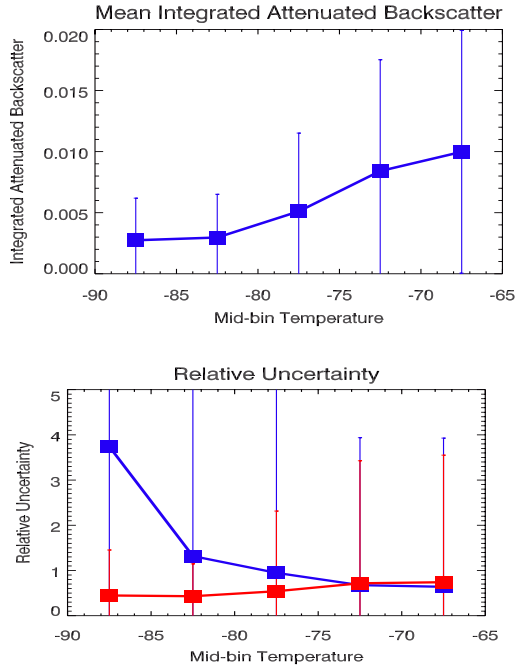 Mean Integrated Attenuated Backscatter
0.020
0.015
0.010
0.005
0.000
Integrated Attenuated Backscatter
-90 -85 -80 -75 -70 -65
Mid-bin Temperature
Relative Uncertainty
5
4
3
2
1
0
Relative Uncertainty
-90 -85 -80 -75 -70 -65
Mid-bin Temperature